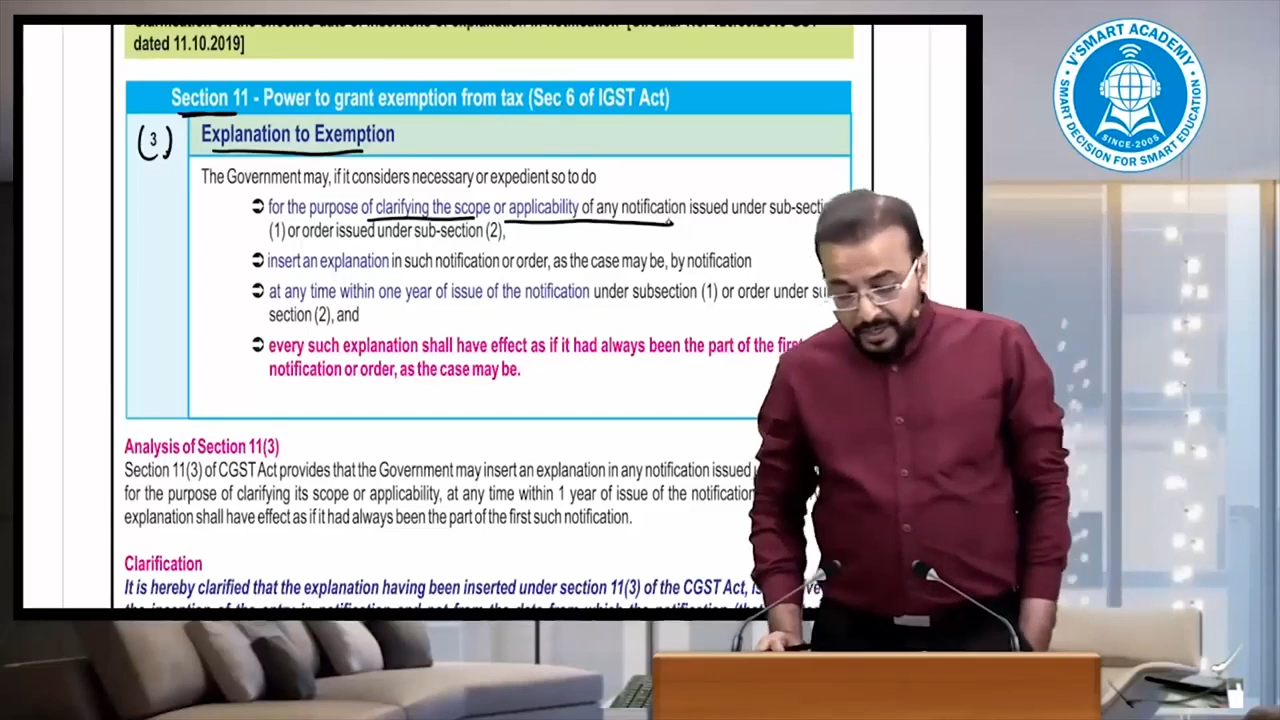 dated 11.10.2019]
Section 11 - Power to grant exemption from tax (Sec 6 of IGST Act)
(3)
Explanation to Exemption
The Government may, if it considers necessary or expedient so to do
➲ for the purpose of clarifying the scope or applicability of any notification issued under
(1) or order issued under sub-section (2),
➲ insert an explanation in such notification or order, as the case may be, by notification
➲ at any time within one year of issue of the notification under subsection (1) or order under
section (2), and
➲ every such explanation shall have effect as if it had always been the part of the
notification or order, as the case may be.
Analysis of Section 11(3)
Section 11(3) of CGST Act provides that the Government may insert an explanation in any notification issued
for the purpose of clarifying its scope or applicability, at any time within 1 year of issue of the notification
explanation shall have effect as if it had always been the part of the first such notification.
Clarification
It is hereby clarified that the explanation having been inserted under section 11(3) of the CGST Act,
V'SMART ACADEMY
SINCE-2005
SMART DECISION FOR SMART EDUCATION